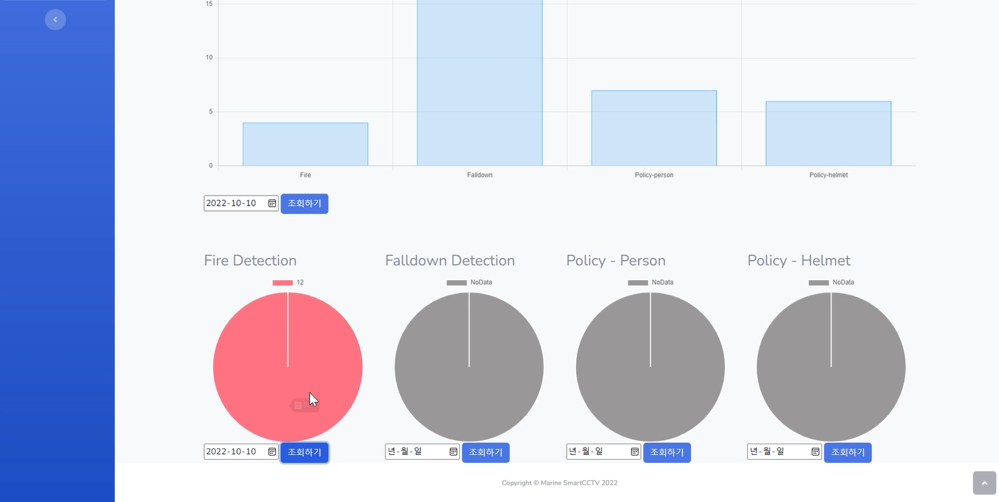 15
10
5
0
Fire Falldown Policy-person Policy-helmet
2022-10-10 조회하기
Fire Detection Falldown Detection Policy - Person Policy - Helmet
12 NoData NoData NoData
2022-10-10 조회하기 년-월-일 조회하기 년-월-일 조회하기 년-월-일 조회하기
Copyright © Marine SmartCCTV 2022